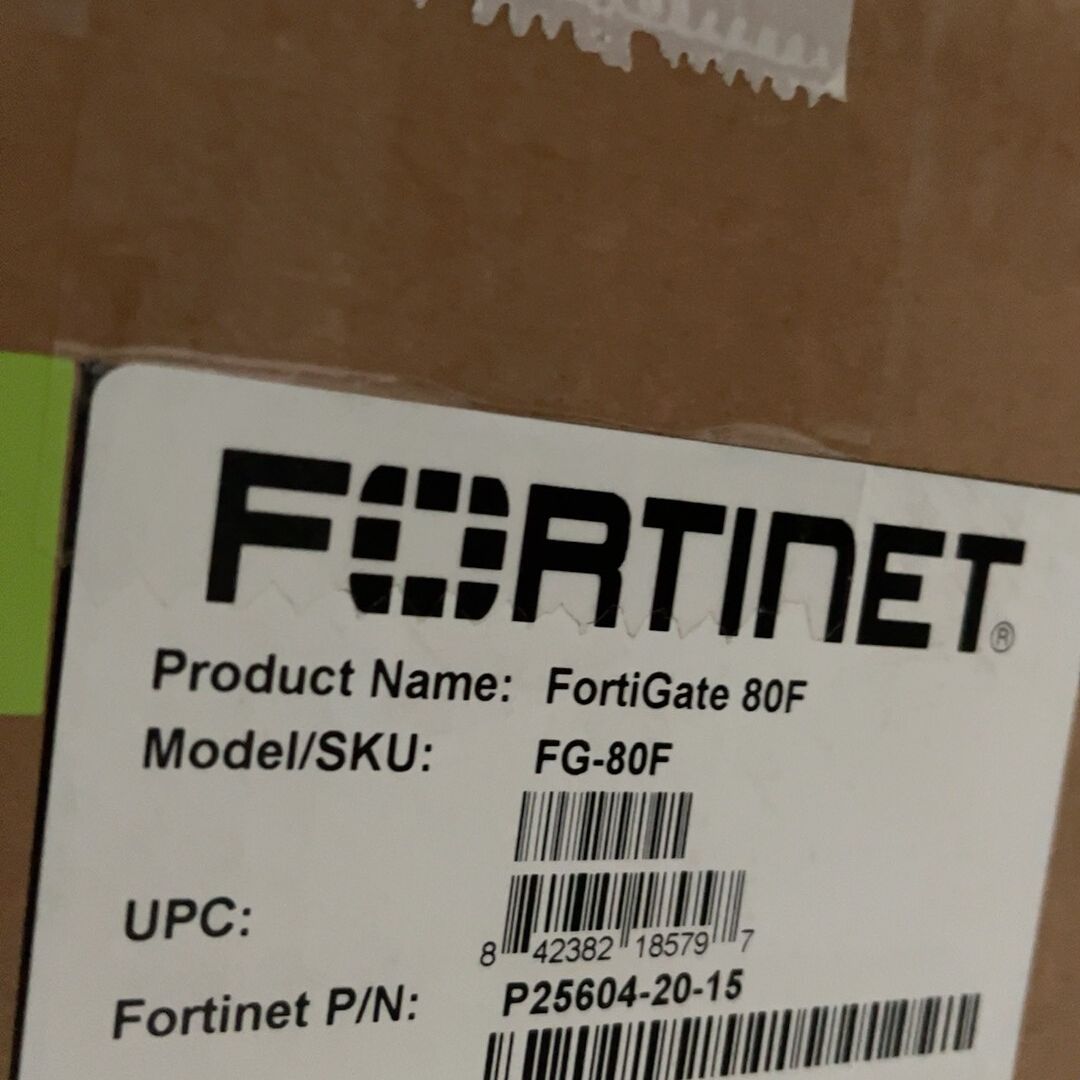 FORTINET®
Product Name: FortiGate 80F
Model/SKU: FG-80F
UPC:
8 42382 18579 7
Fortinet P/N: P25604-20-15